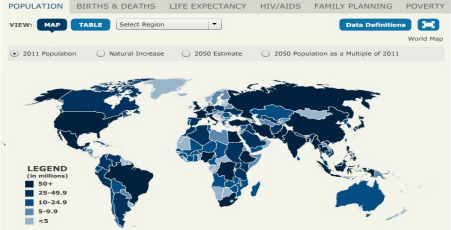 POPULATION BIRTHS & DEATHS LIFE EXPECTANCY HIV/AIDS FAMILY PLANNING POVERTY
VIEW: MAP TABLE Select Region Data Definitions
World Map
2011 Population Natural Increase 2050 Estimate 2050 Population as a Multiple of 2011
LEGEND
(in millions)
50+
25-49.9
10-24.9
5-9.9
<5